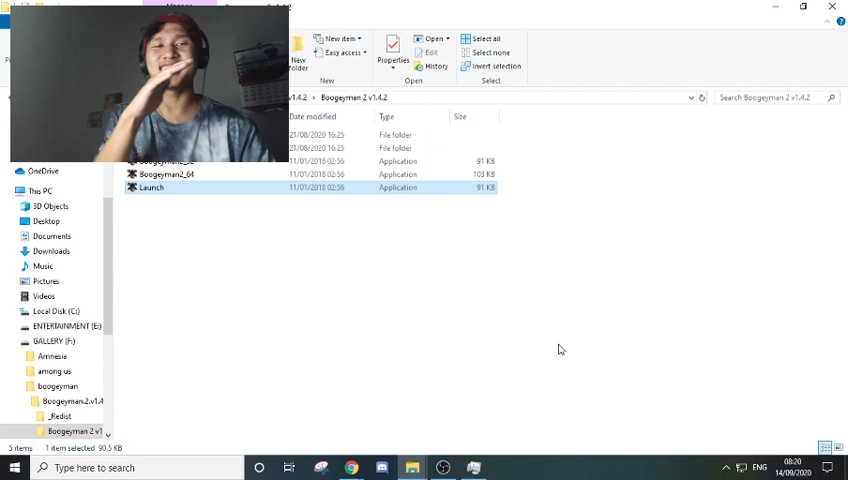 New item
Easy access
New
folder
New
Properties
Open
Edit
History
Open
Select all
Select none
Invert selection
Select
v1.4.2 > Boogeyman 2 v1.4.2
Search Boogeyman 2 v1.4.2
Date modified
Type
Size
21/08/2020 16:25
File folder
21/08/2020 16:25
File folder
11/01/2018 02:56
Application
91 KB
Boogeyman2_64
11/01/2018 02:56
Application
103 KB
Launch
11/01/2018 02:56
Application
91 KB
OneDrive
This PC
3D Objects
Desktop
Documents
Downloads
Music
Pictures
Videos
Local Disk (C:)
ENTERTAINMENT (E:)
GALLERY (F:)
Amnesia
among us
boogeyman
Boogeyman.2.v1.4
_Redist
Boogeyman 2 v1
5 items
1 item selected 90.5 KB
Type here to search
ENG
08:20
14/09/2020